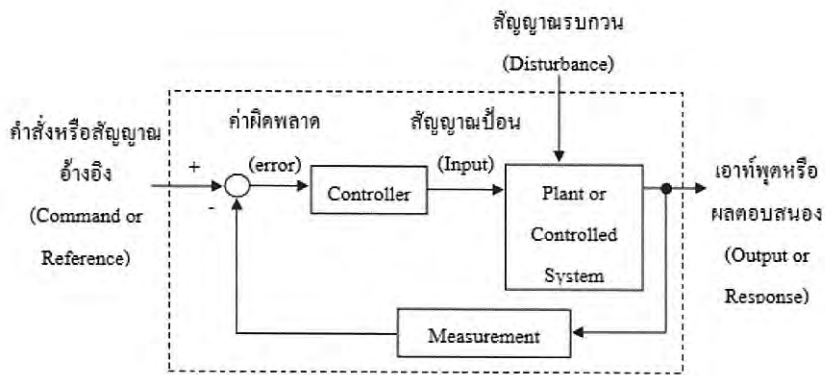 สัญญาณรบกวน
(Disturbance)
คำสั่งหรือสัญญาณ
อ้างอิง
(Command or
Reference)
+
-
ค่าผิดพลาด
(error)
Controller
สัญญาณป้อน
(Input)
Plant or
Controlled
System
เอาท์พุตหรือ
ผลตอบสนอง
(Output or
Response)
Measurement